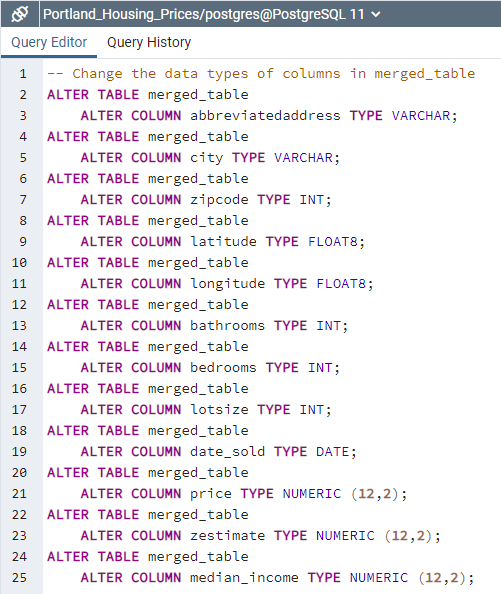 Portland_Housing_Prices/postgres@PostgreSQL 11
Query Editor Query History
1 -- Change the data types of columns in merged_table
2 ALTER TABLE merged_table
3 ALTER COLUMN abbreviatedaddress TYPE VARCHAR;
4 ALTER TABLE merged_table
5 ALTER COLUMN city TYPE VARCHAR;
6 ALTER TABLE merged_table
7 ALTER COLUMN zipcode TYPE INT;
8 ALTER TABLE merged_table
9 ALTER COLUMN latitude TYPE FLOAT8;
10 ALTER TABLE merged_table
11 ALTER COLUMN longitude TYPE FLOAT8;
12 ALTER TABLE merged_table
13 ALTER COLUMN bathrooms TYPE INT;
14 ALTER TABLE merged_table
15 ALTER COLUMN bedrooms TYPE INT;
16 ALTER TABLE merged_table
17 ALTER COLUMN lotsize TYPE INT;
18 ALTER TABLE merged_table
19 ALTER COLUMN date_sold TYPE DATE;
20 ALTER TABLE merged_table
21 ALTER COLUMN price TYPE NUMERIC (12,2);
22 ALTER TABLE merged_table
23 ALTER COLUMN zestimate TYPE NUMERIC (12,2);
24 ALTER TABLE merged_table
25 ALTER COLUMN median_income TYPE NUMERIC (12,2);